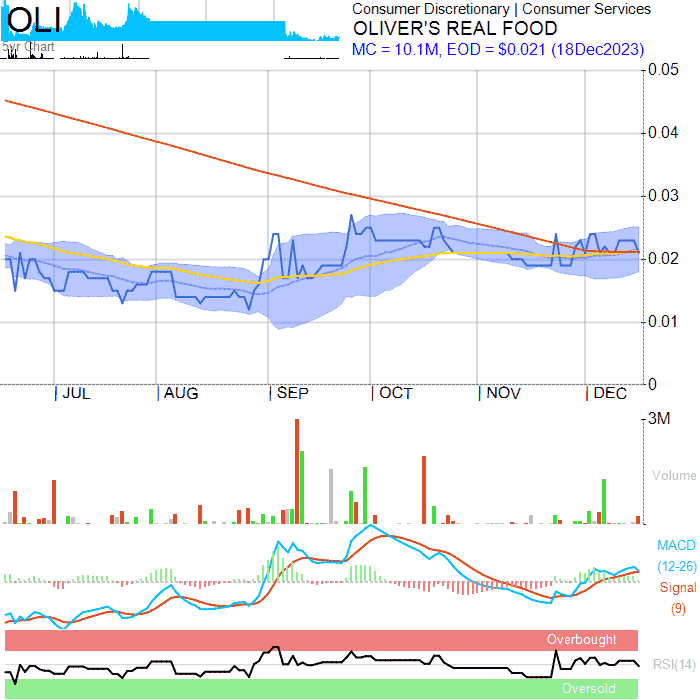 OLI
5yr Chart
Consumer Discretionary | Consumer Services
OLIVER'S REAL FOOD
MC = 10.1M, EOD = $0.021 (18Dec2023)
0.05
0.04
0.03
0.02
0.01
0
JUL
AUG
SEP
OCT
NOV
DEC
3M
Volume
MACD
(12-26)
Signal
(9)
Overbought
RSI(14)
Oversold